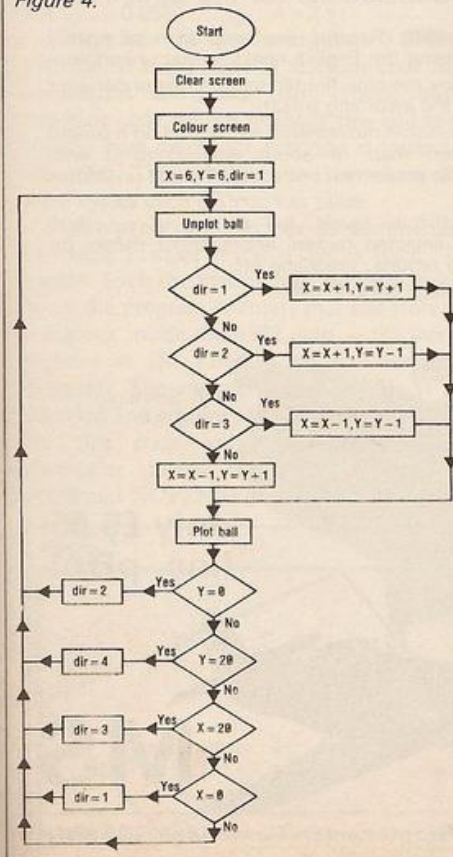 Figure 4.
Start
Clear screen
Colour screen
X=6,Y=6,dir=1
Unplot ball
dir=1
Yes
X=X+1,Y=Y+1
No
dir=2
Yes
X=X+1,Y=Y-1
No
dir=3
Yes
X=X-1,Y=Y-1
No
X=X-1,Y=Y+1
Plot ball
Y=0
Yes
dir=2
No
Y=20
Yes
dir=4
No
X=20
Yes
dir=3
No
X=0
Yes
dir=1
No